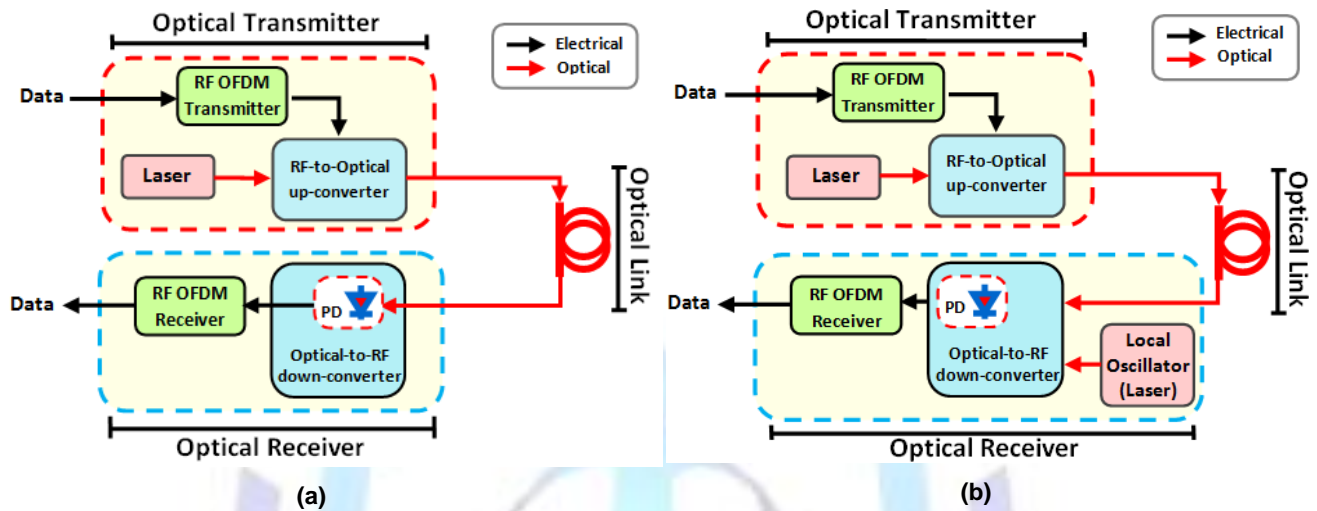 Optical Transmitter
Electrical
Optical
Data
RF OFDM
Transmitter
Laser
RF-to-Optical
up-converter
Optical Link
Data
RF OFDM
Receiver
PD
Optical-to-RF
down-converter
Optical Receiver
(a)
Optical Transmitter
Electrical
Optical
Data
RF OFDM
Transmitter
Laser
RF-to-Optical
up-converter
Optical Link
Data
RF OFDM
Receiver
PD
Optical-to-RF
down-converter
Local
Oscillator
(Laser)
Optical Receiver
(b)